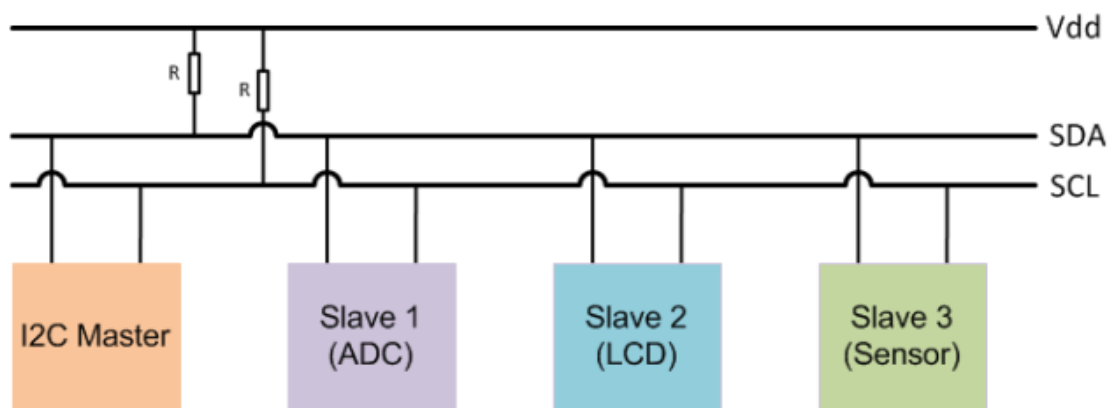 Vdd
R
R
SDA
SCL
I2C Master
Slave 1
(ADC)
Slave 2
(LCD)
Slave 3
(Sensor)